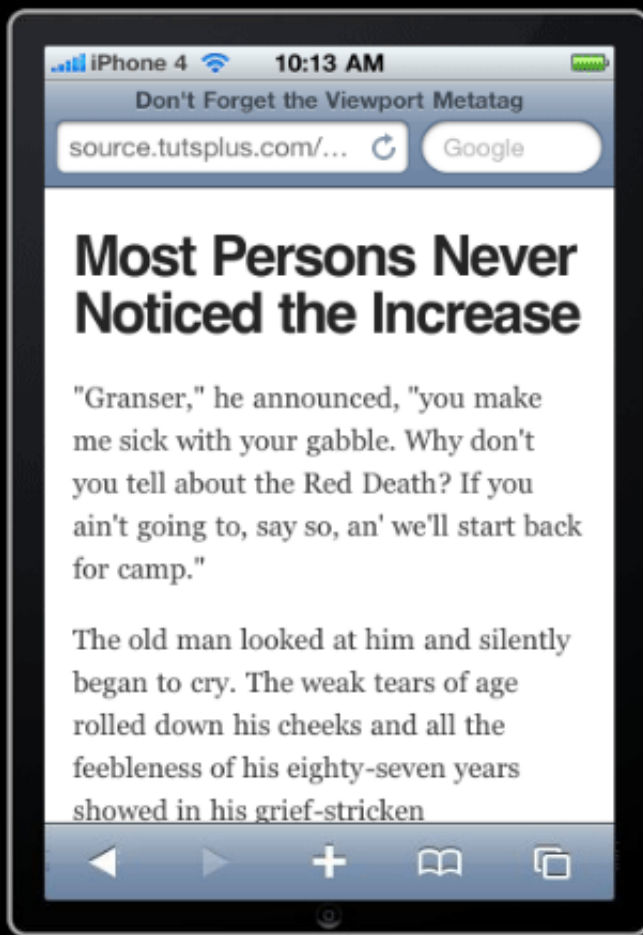 iPhone 4 10:13 AM
Don't Forget the Viewport Metatag
source.tutsplus.com/... Google
Most Persons Never
Noticed the Increase
"Granser," he announced, "you make
me sick with your gabble. Why don't
you tell about the Red Death? If you
ain't going to, say so, an' we'll start back
for camp."
The old man looked at him and silently
began to cry. The weak tears of age
rolled down his cheeks and all the
feebleness of his eighty-seven years
showed in his grief-stricken